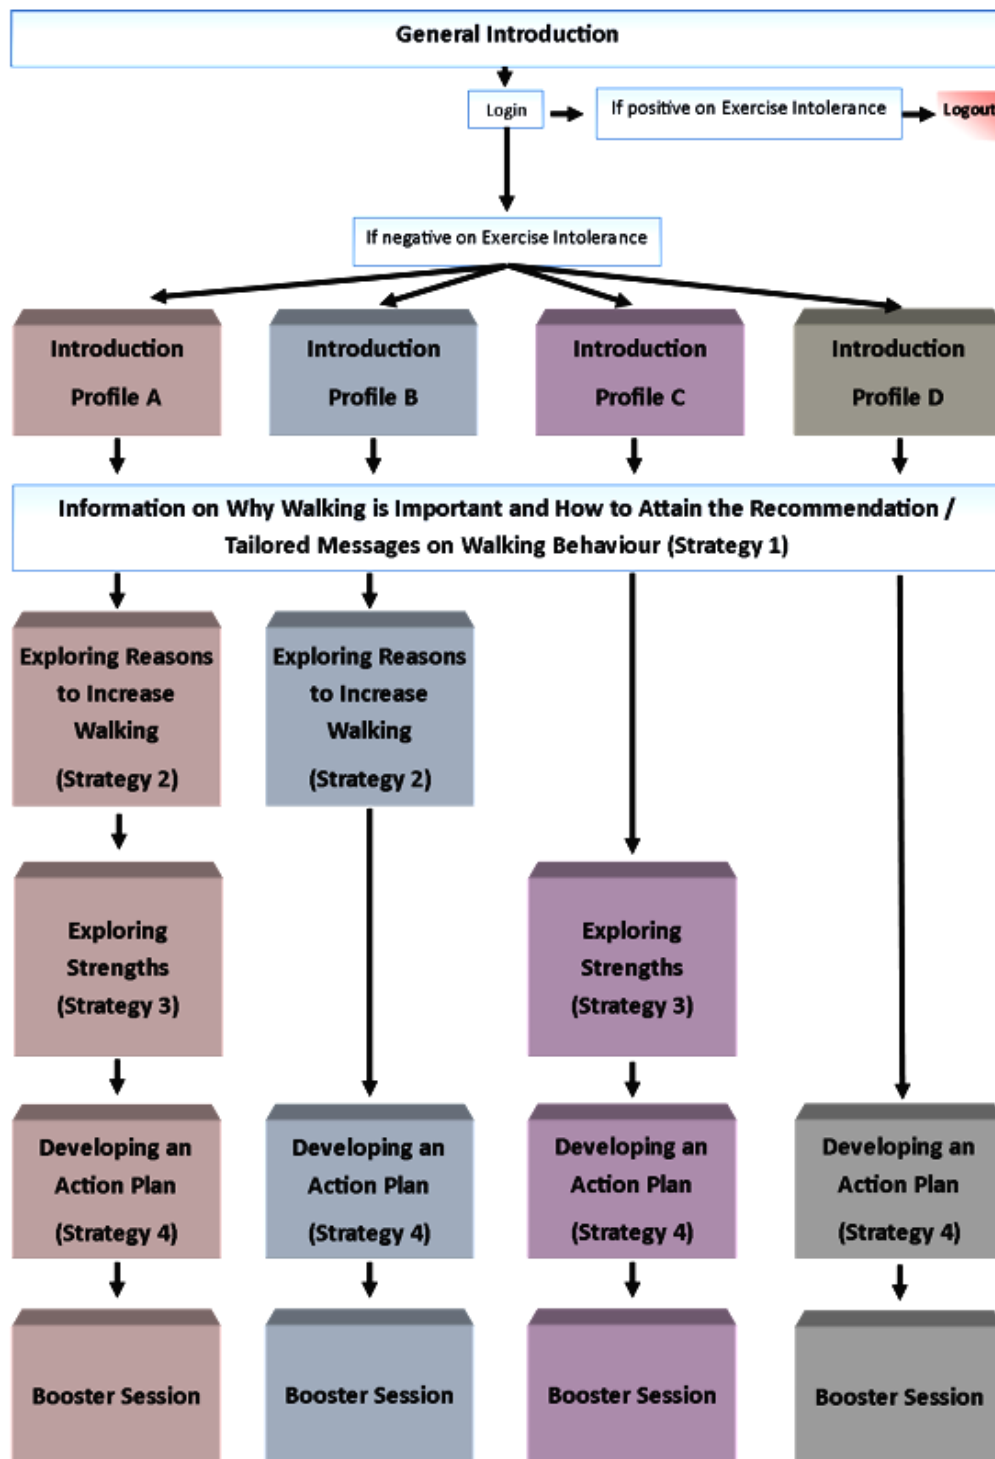 General Introduction
Login
If positive on Exercise Intolerance
Logout
If negative on Exercise Intolerance
Introduction
Profile A
Introduction
Profile B
Introduction
Profile C
Introduction
Profile D
Information on Why Walking is Important and How to Attain the Recommendation /
Tailored Messages on Walking Behaviour (Strategy 1)
Exploring Reasons
to Increase
Walking
(Strategy 2)
Exploring Reasons
to Increase
Walking
(Strategy 2)
Exploring
Strengths
(Strategy 3)
Exploring
Strengths
(Strategy 3)
Developing an
Action Plan
(Strategy 4)
Developing an
Action Plan
(Strategy 4)
Developing an
Action Plan
(Strategy 4)
Developing an
Action Plan
(Strategy 4)
Booster Session
Booster Session
Booster Session
Booster Session